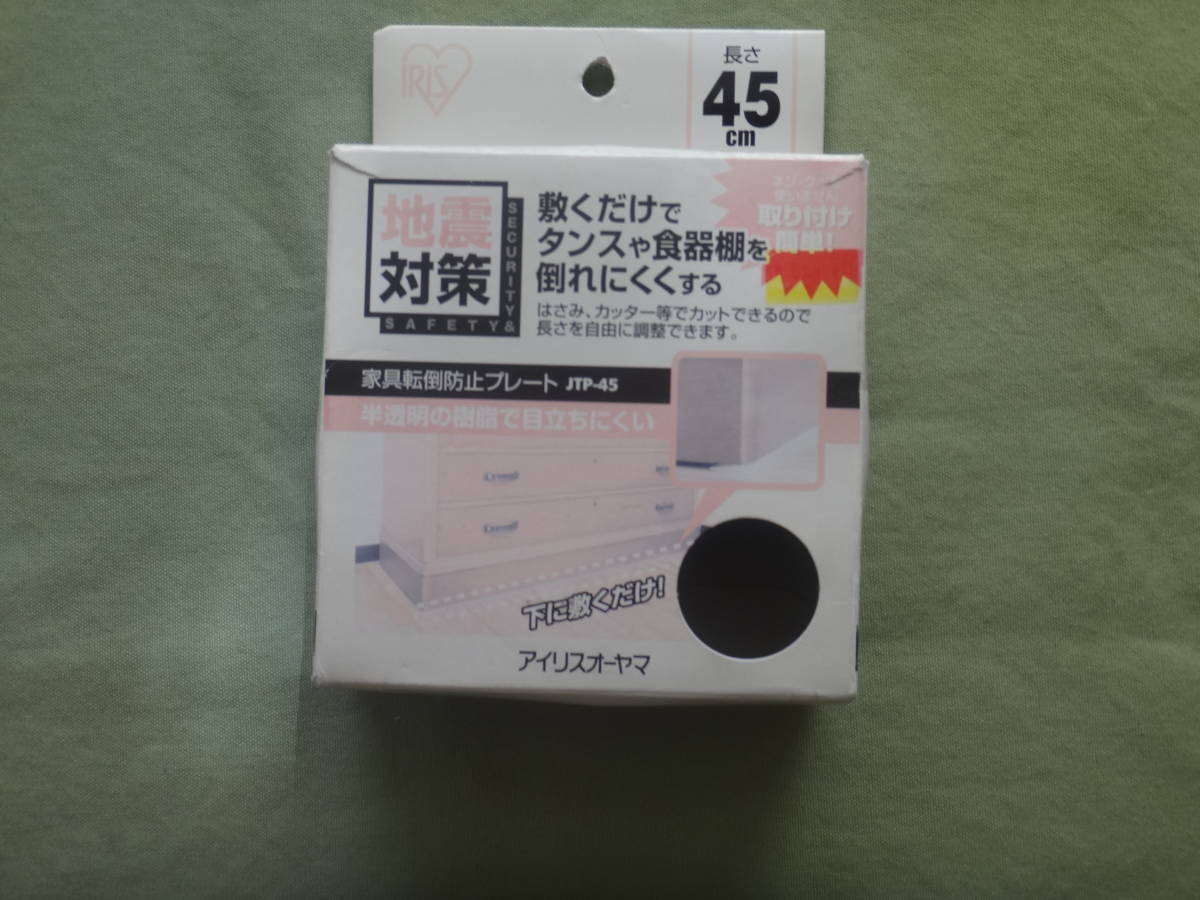 IRIS
長さ
45
cm
地震
対策
SECURITY &
SAFETY
敷くだけで
タンスや食器棚を
倒れにくくする
はさみ、カッター等でカットできるので
長さを自由に調整できます。
使いません
取り付け
簡単!
家具転倒防止プレート JTP-45
半透明の樹脂で目立ちにくい
下に敷くだけ!
アイリスオーヤマ